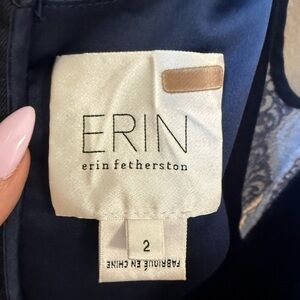 ERIN
erin fetherston
2
FABRIQUÉ EN CHINE